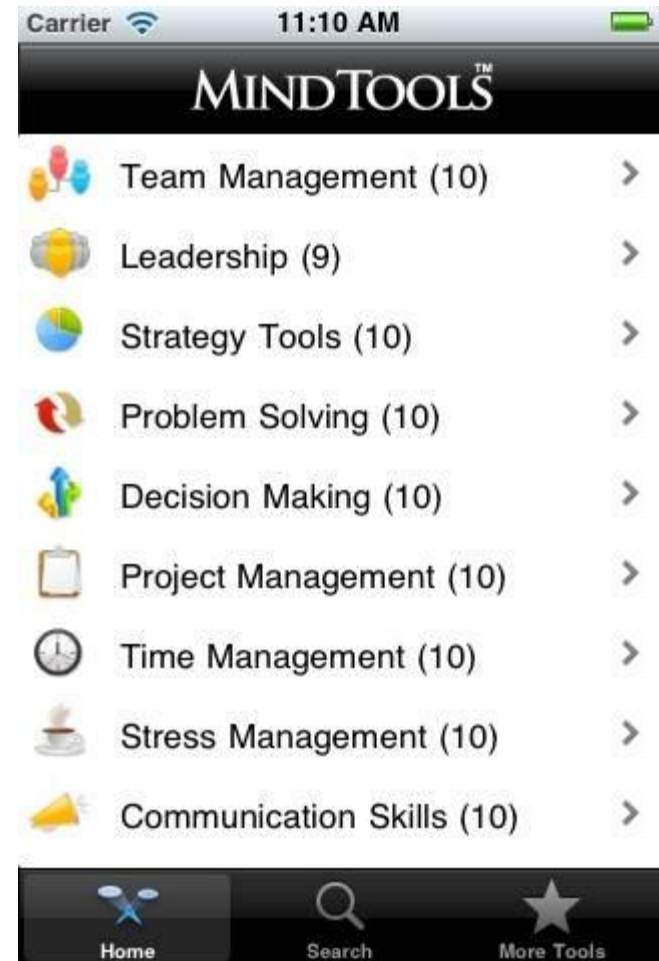 Carrier 11:10 AM
MINDTOOLS™
Team Management (10)
Leadership (9)
Strategy Tools (10)
Problem Solving (10)
Decision Making (10)
Project Management (10)
Time Management (10)
Stress Management (10)
Communication Skills (10)
Home Search More Tools